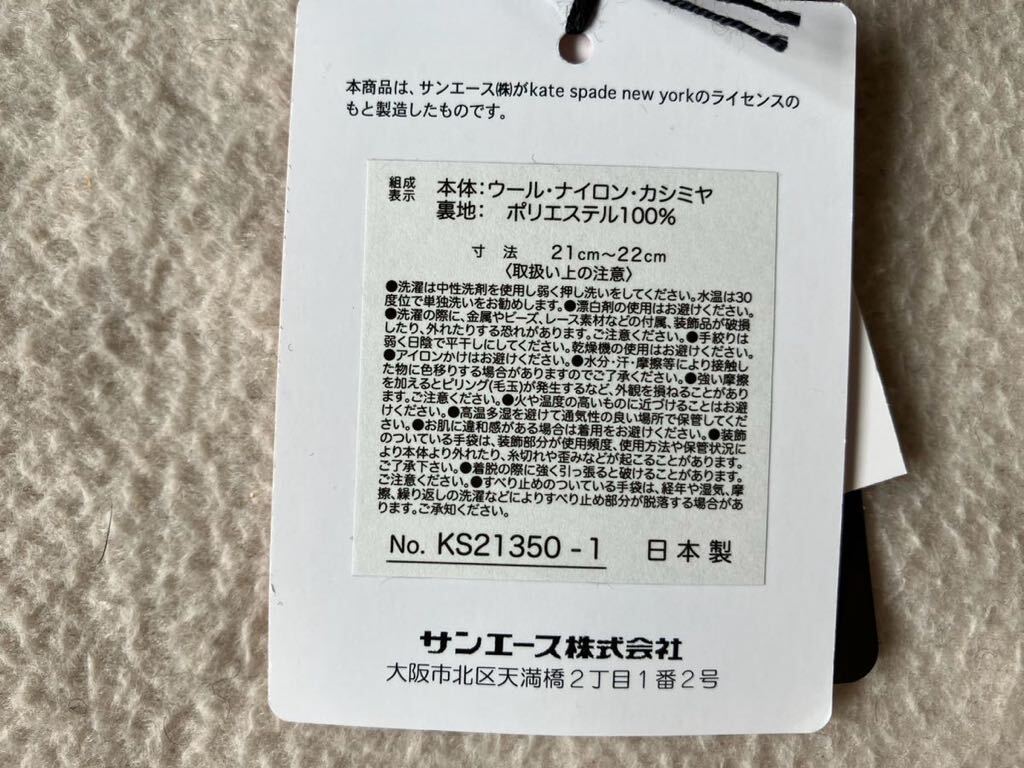 本商品は、サンエース㈱がkate spade new yorkのライセンスの
もと製造したものです。
組成
表示
本体:ウール・ナイロン・カシミヤ
裏地: ポリエステル100%
寸 法 21cm～22cm
〈取扱い上の注意〉
●洗濯は中性洗剤を使用し弱く押し洗いをしてください。水温は30
度位で単独洗いをお勧めします。●漂白剤の使用はお避けください。
●洗濯の際に、金属やビーズ、レース素材などの付属、装飾品が破損
したり、外れたりする恐れがあります。ご注意ください。●手絞りは
弱く日陰で平干しにしてください。乾燥機の使用はお避けください。
●アイロンかけはお避けください。●水分・汗・摩擦等により接触し
た物に色移りする場合がありますのでご了承ください。●強い摩擦
を加えるとピリング(毛玉)が発生するなど、外観を損ねることがあり
ます。ご注意ください。●火や温度の高いものに近づけることはお避
けください。●高温多湿を避けて通気性の良い場所で保管してくだ
さい。●お肌に違和感がある場合は着用をお避けください。●装飾
のついている手袋は、装飾部分が使用頻度、使用方法や保管状況に
より本体より外れたり、糸切れや歪みなどが起こることがあります。
ご了承下さい。●着脱の際に強く引っ張ると破けることがあります。
ご注意ください。●すべり止めのついている手袋は、経年や湿気、摩
擦、繰り返しの洗濯などによりすべり止め部分が脱落する場合があ
ります。ご承知ください。
No. KS21350-1 日本製
サンエース株式会社
大阪市北区天満橋2丁目1番2号